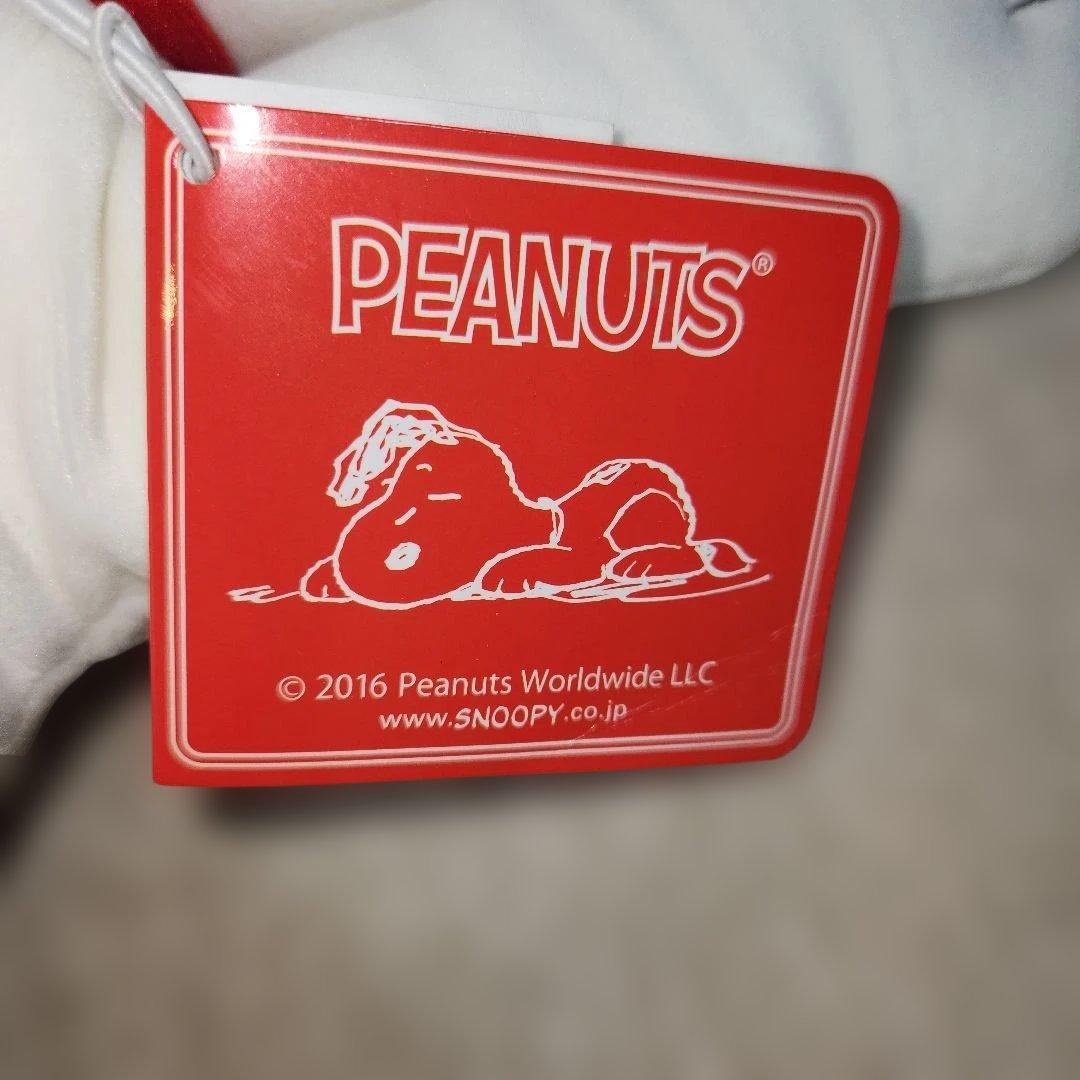 PEANUTS®
© 2016 Peanuts Worldwide LLC
www.SNOOPY.co.jp